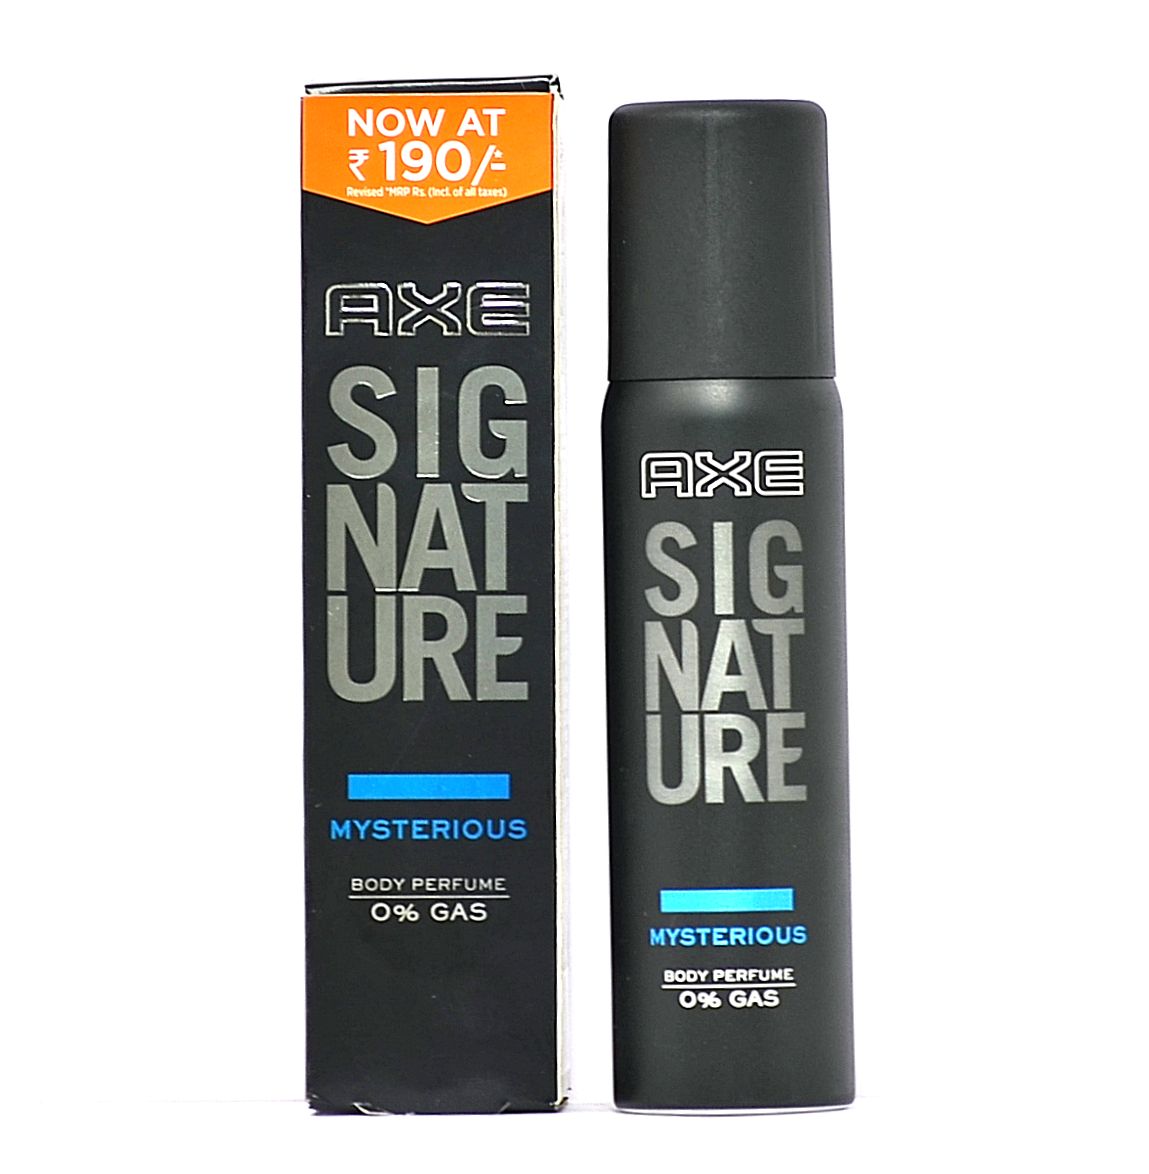 NOW AT
₹ 190/-*
Revised *MRP Rs. (Incl. of all taxes)
AXE
SIG
NAT
URE
MYSTERIOUS
BODY PERFUME
0% GAS
AXE
SIG
NAT
URE
MYSTERIOUS
BODY PERFUME
0% GAS